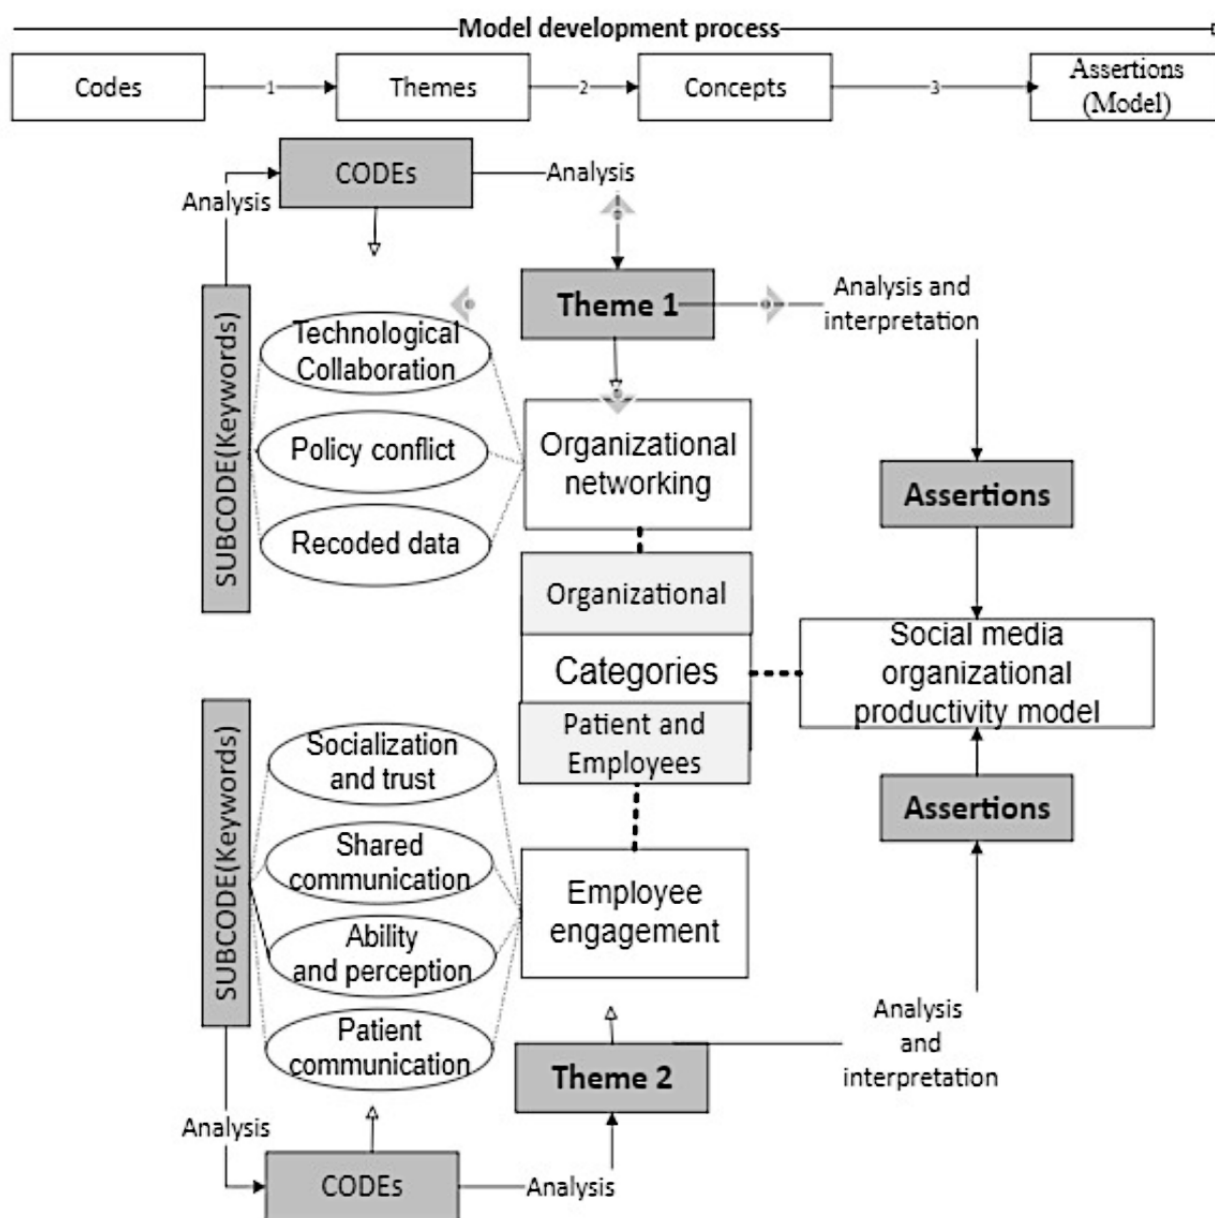 Model development process
Codes
1
Themes
2
Concepts
3
Assertions
(Model)
CODEs
Analysis
Analysis
SUBCODE(Keywords)
Theme 1
Analysis and
interpretation
Technological
Collaboration
Policy conflict
Recoded data
Organizational
networking
Assertions
Organizational
Categories
Patient and
Employees
Social media
organizational
productivity model
SUBCODE(Keywords)
Socialization
and trust
Shared
communication
Ability
and perception
Patient
communication
Employee
engagement
Assertions
Analysis
and
interpretation
Theme 2
Analysis
CODEs
Analysis